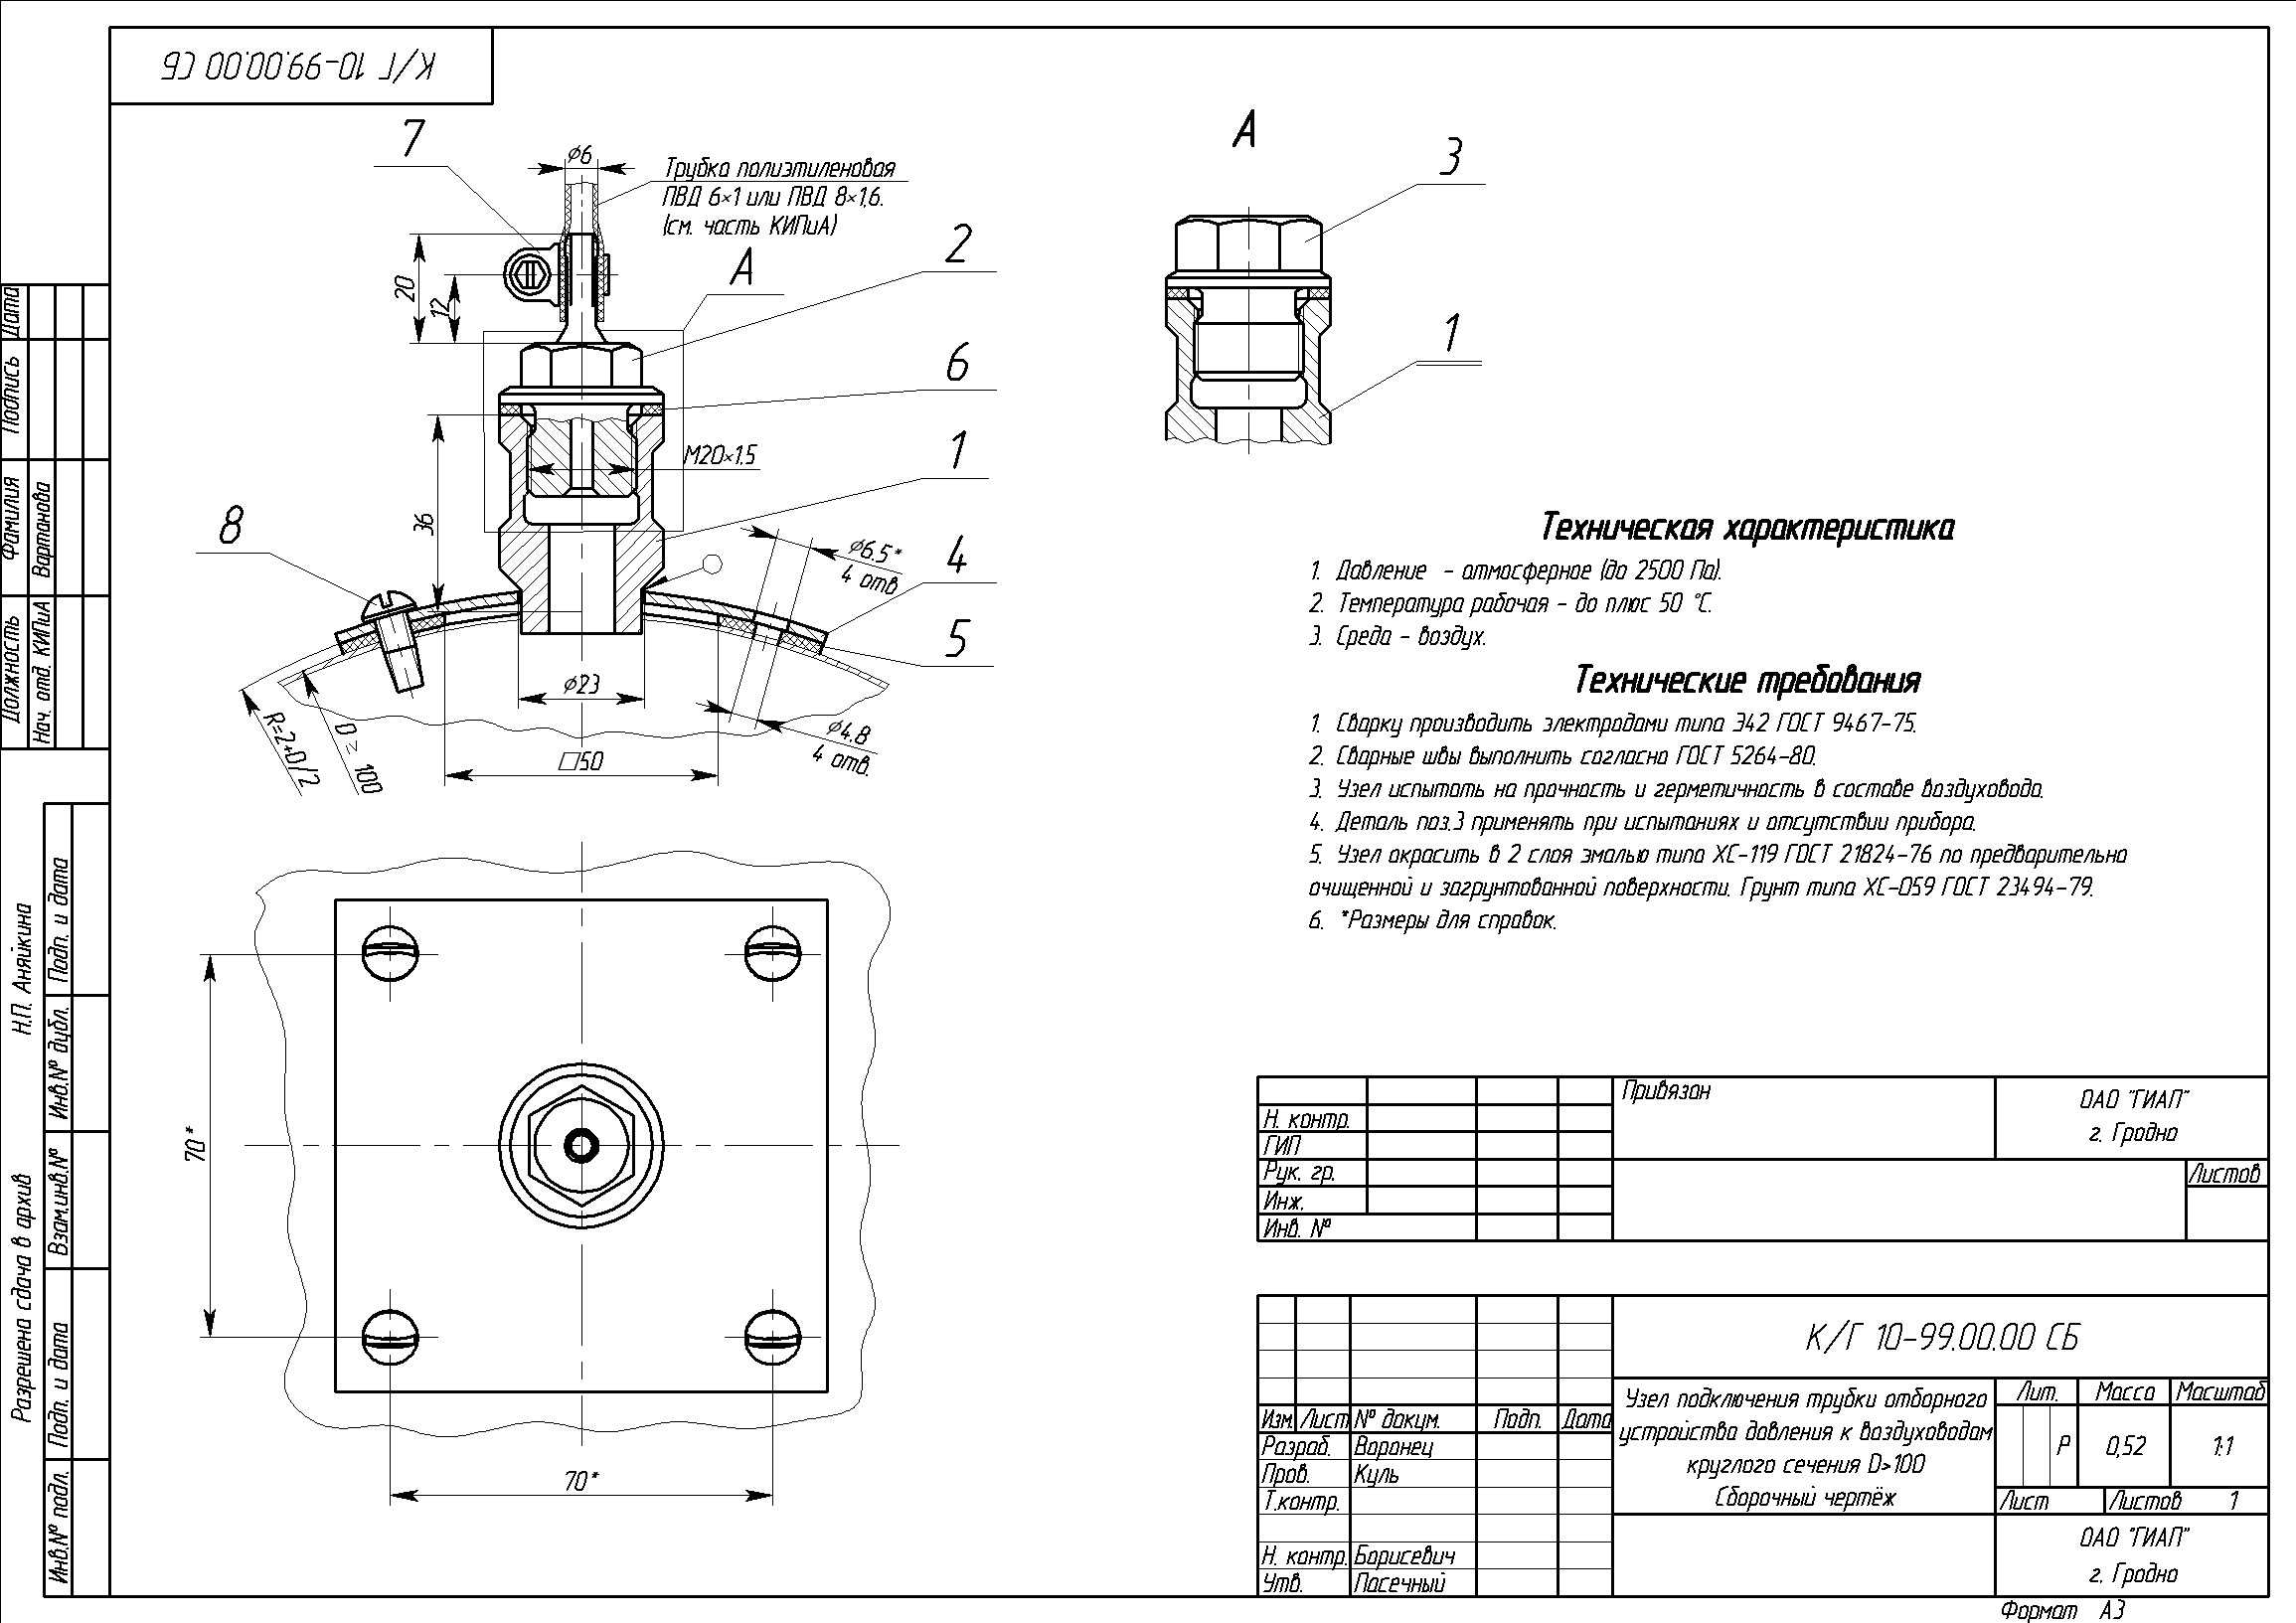 К/Г 10-99.00.00 СБ
7
⌀6
Трубка полиэтиленовая
ПВД 6×1 или ПВД 8×1,6.
(см. часть КИПиА)
А
2
20
12
6
М20×1,5
1
36
8
⌀6.5*
4 отв
4
5
⌀23
⌀4.8
4 отв.
□50
R=2+D/2
D ≥ 100
70*
70*
А
3
1
Техническая характеристика
1. Давление - атмосферное (до 2500 Па).
2. Температура рабочая - до плюс 50 °С.
3. Среда - воздух.
Технические требования
1. Сварку производить электродами типа Э42 ГОСТ 9467-75.
2. Сварные швы выполнить согласно ГОСТ 5264-80.
3. Узел испытать на прочность и герметичность в составе воздуховода.
4. Деталь поз.3 применять при испытаниях и отсутствии прибора.
5. Узел окрасить в 2 слоя эмалью типа ХС-119 ГОСТ 21824-76 по предварительно
очищенной и загрунтованной поверхности. Грунт типа ХС-059 ГОСТ 23494-79.
6. *Размеры для справок.
Должность Фамилия Подпись Дата
Нач. отд. КИПиА Вартанова
Разрешена сдача в архив Н.П. Аняйкина
Инв.№ подл. Подп. и дата Взам.инв.№ Инв.№ дубл. Подп. и дата
Привязан
ОАО "ГИАП"
г. Гродно
Н. контр.
ГИП
Рук. гр.
Листов
Инж.
Инв. №
К/Г 10-99.00.00 СБ
Узел подключения трубки отборного
устройства давления к воздуховодам
круглого сечения D>100
Сборочный чертёж
Лит. Масса Масштаб
Р 0,52 1:1
Лист Листов 1
Изм. Лист № докум. Подп. Дата
Разраб. Воронец
Пров. Куль
Т.контр.
Н. контр. Борисевич
Утв. Пасечный
ОАО "ГИАП"
г. Гродно
Формат А3